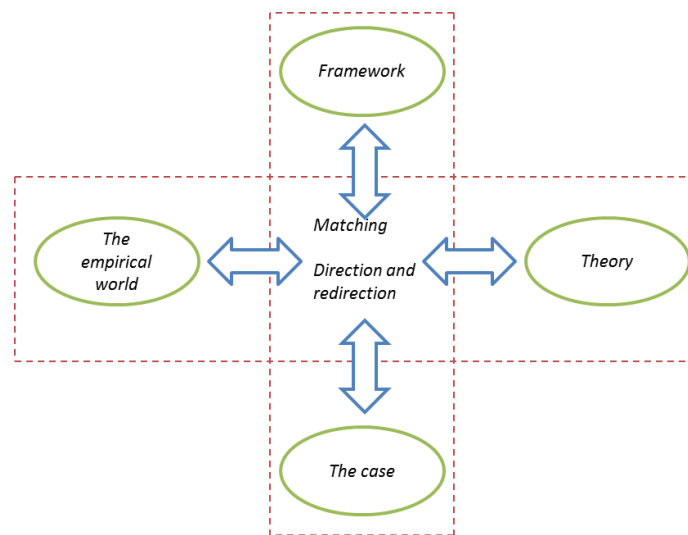 Framework
Matching
Direction and
redirection
The
empirical
world
Theory
The case